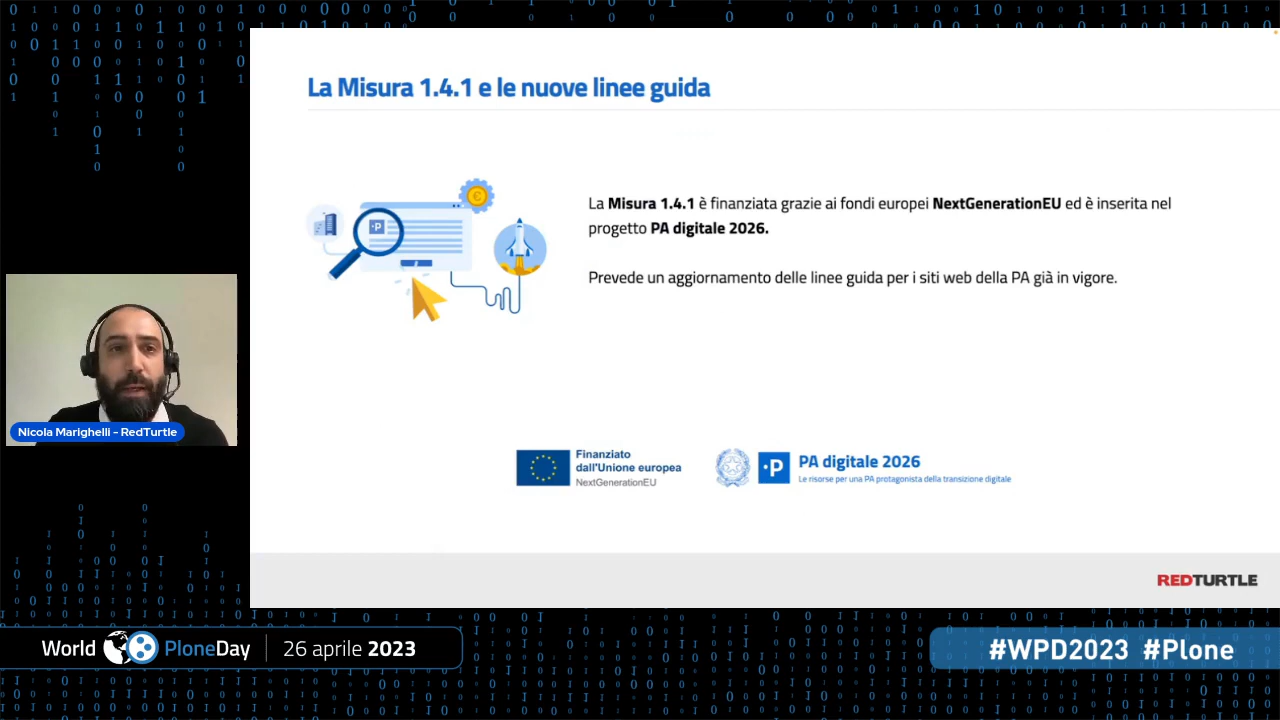 La Misura 1.4.1 e le nuove linee guida
La Misura 1.4.1 è finanziata grazie ai fondi europei NextGenerationEU ed è inserita nel
progetto PA digitale 2026.
Prevede un aggiornamento delle linee guida per i siti web della PA già in vigore.
Nicola Marighelli - RedTurtle
Finanziato
dall'Unione europea
NextGenerationEU
·P
PA digitale 2026
Le risorse per una PA protagonista della transizione digitale
REDTURTLE
World PloneDay
26 aprile 2023
#WPD2023 #Plone